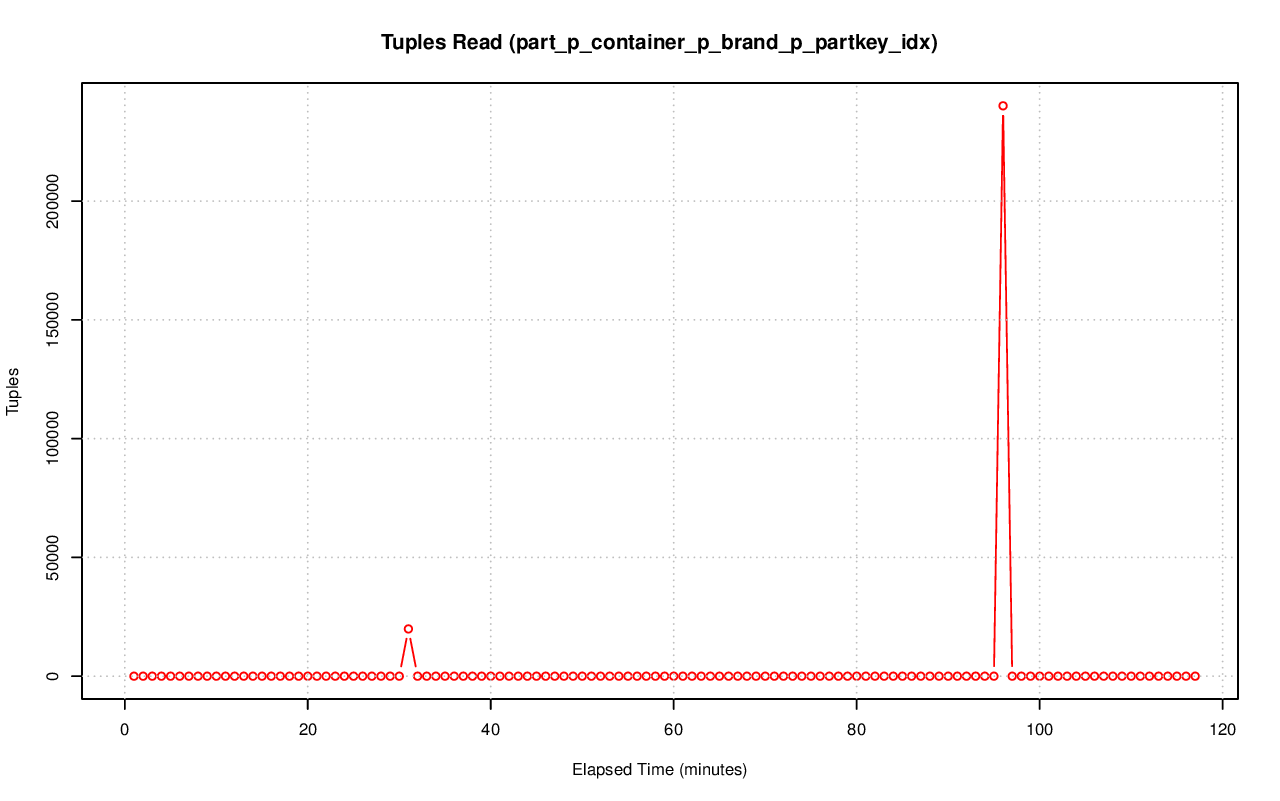 Tuples Read (part_p_container_p_brand_p_partkey_idx)
Tuples
200000
150000
100000
50000
0
0 20 40 60 80 100 120
Elapsed Time (minutes)